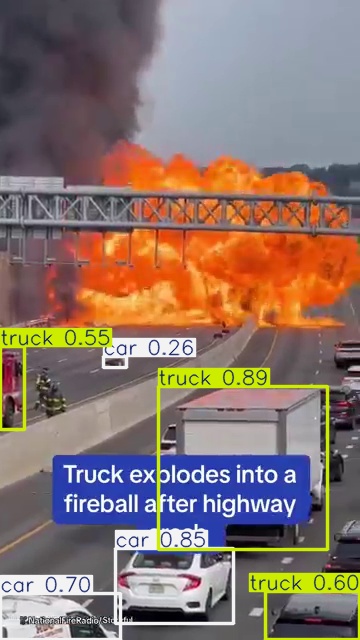 truck 0.55
car 0.26
truck 0.89
Truck explodes into a
fireball after highway
car 0.85
car 0.70
truck 0.60